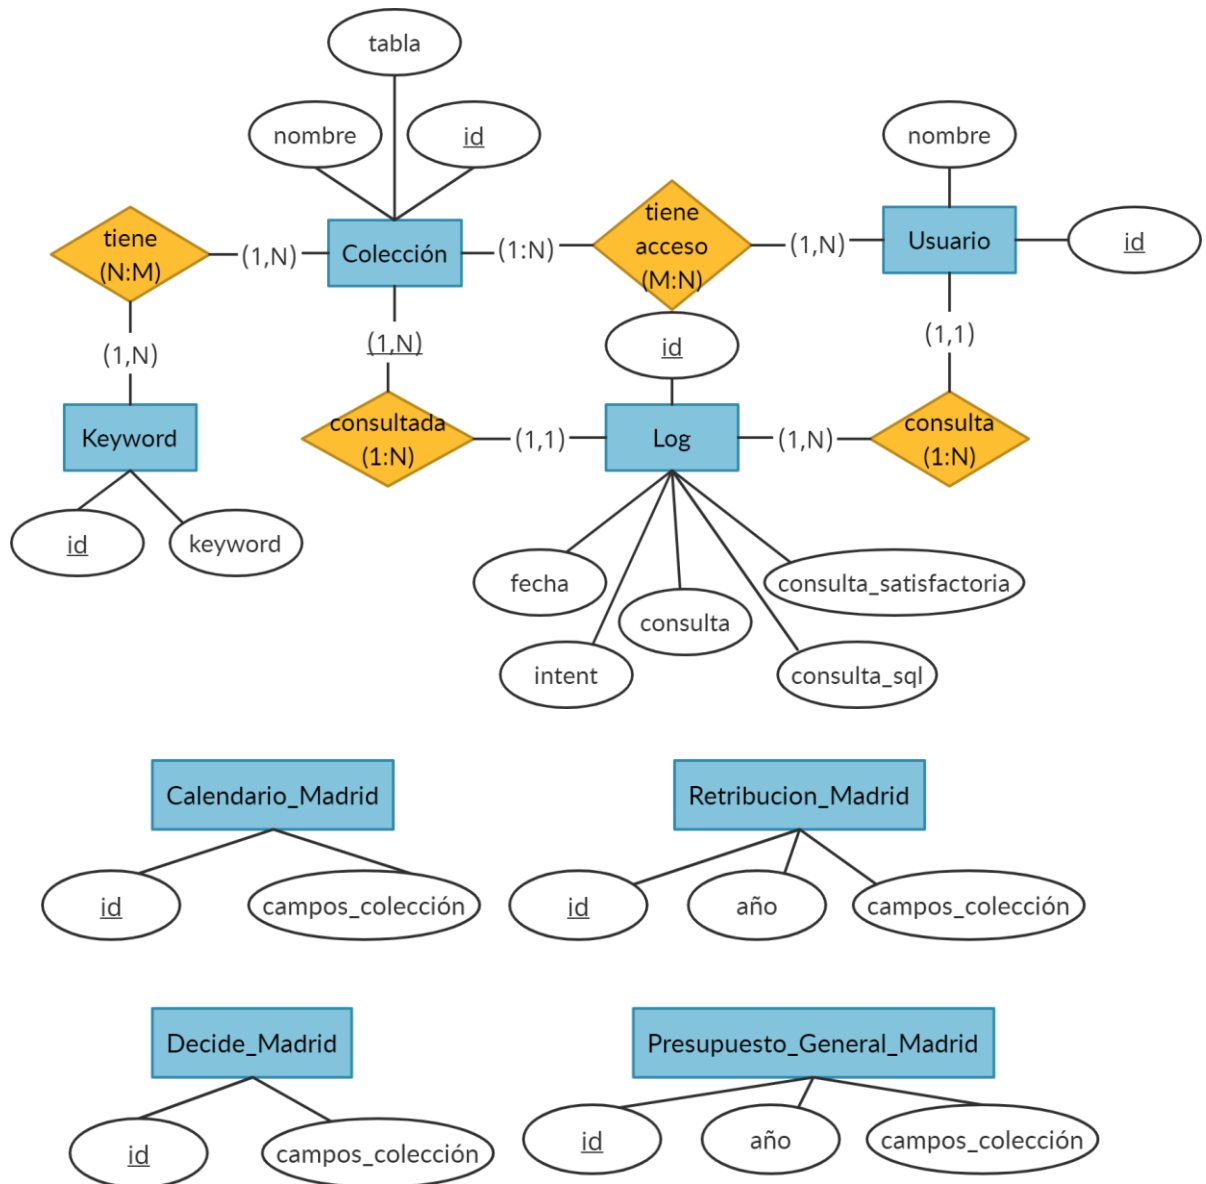 tabla
nombre
id
nombre
tiene
(N:M)
(1,N)
Colección
(1:N)
tiene
acceso
(M:N)
(1,N)
Usuario
id
(1,N)
(1,N)
id
(1,1)
Keyword
consultada
(1:N)
(1,1)
Log
(1,N)
consulta
(1:N)
id
keyword
fecha
consulta_satisfactoria
consulta
intent
consulta_sql
Calendario_Madrid
Retribucion_Madrid
id
campos_colección
id
año
campos_colección
Decide_Madrid
Presupuesto_General_Madrid
id
campos_colección
id
año
campos_colección